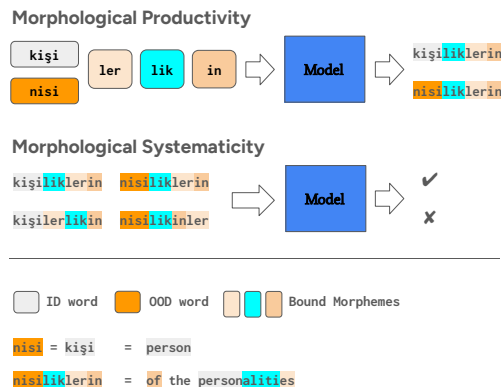 Morphological Productivity
kişi
nisi
ler lik in
Model
kişiliklerin
nisiliklerin
Morphological Systematicity
kişiliklerin nisiliklerin
kişilerlikin nisilikinler
Model
✔
✘
ID word OOD word Bound Morphemes
nisi = kişi = person
nisiliklerin = of the personalities